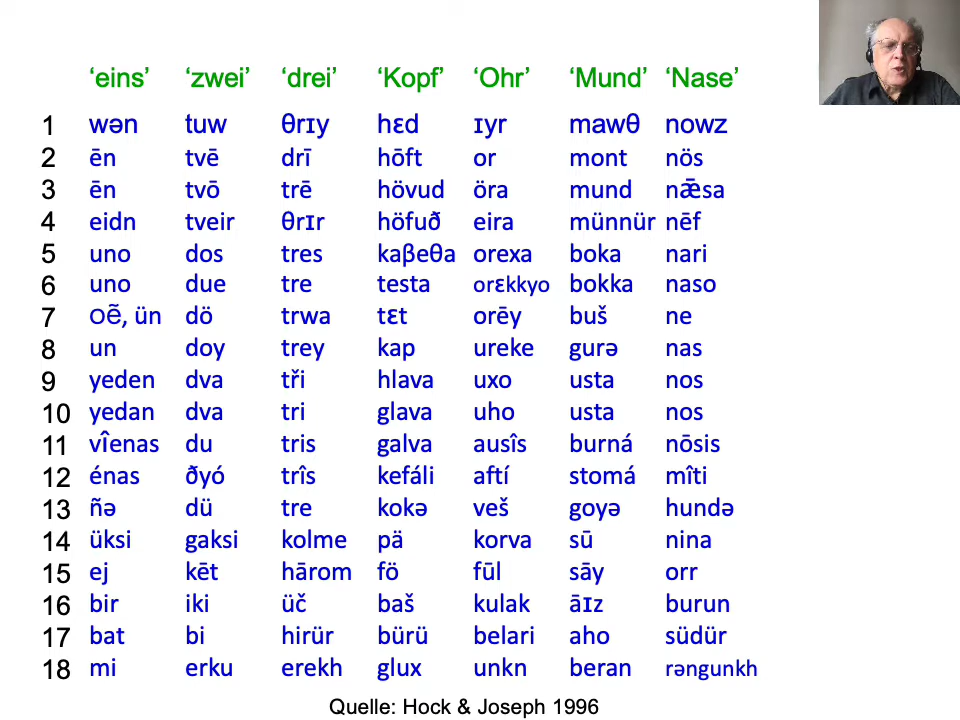 ‘eins’ ‘zwei’ ‘drei’ ‘Kopf’ ‘Ohr’ ‘Mund’ ‘Nase’
1 wən tuw θrɪy hɛd ɪyr mawθ nowz
2 ēn tvē drī hōft or mont nös
3 ēn tvō trē hövud öra mund nǣsa
4 eidn tveir θrɪr höfuð eira münnür nēf
5 uno dos tres kaβeθa orexa boka nari
6 uno due tre testa orɛkkyo bokka naso
7 oẽ, ün dö trwa tɛt orēy buš ne
8 un doy trey kap ureke gurə nas
9 yeden dva tři hlava uxo usta nos
10 yedan dva tri glava uho usta nos
11 vîenas du tris galva ausîs burná nōsis
12 énas ðyó trîs kefáli aftí stomá mîti
13 ñə dü tre kokə veš goyə hundə
14 üksi gaksi kolme pä korva sū nina
15 ej kēt hārom fö fūl sāy orr
16 bir iki üč baš kulak āɪz burun
17 bat bi hirür bürü belari aho südür
18 mi erku erekh glux unkn beran rəngunkh
Quelle: Hock & Joseph 1996